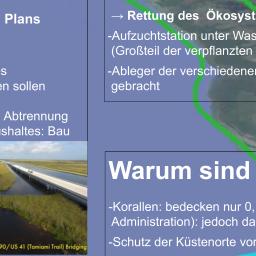 Plans
en sollen
Abtrennung
ushaltes: Bau
90/US 41 (Tamiami Trail) Bridging
→ Rettung des Ökosyst
-Aufzuchtstation unter Was
(Großteil der verpflanzten
-Ableger der verschiedener
gebracht
Warum sind
-Korallen: bedecken nur 0,
Administration): jedoch da
-Schutz der Küstenorte vor